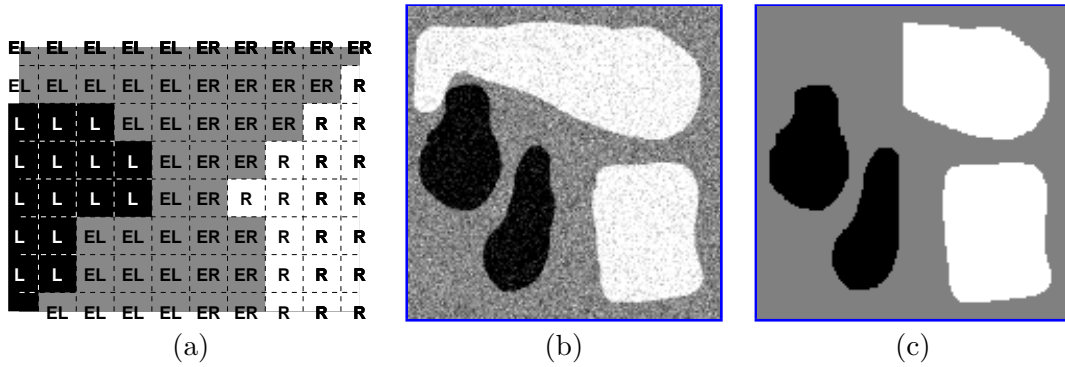 EL EL EL EL EL ER ER ER ER ER
EL EL EL EL EL ER ER ER ER R
L L L EL EL ER ER ER R R
L L L L EL ER ER R R R
L L L L EL ER R R R R
L L EL EL EL ER ER R R R
L L EL EL EL ER ER R R R
EL EL EL EL ER ER R R R
(a) (b) (c)